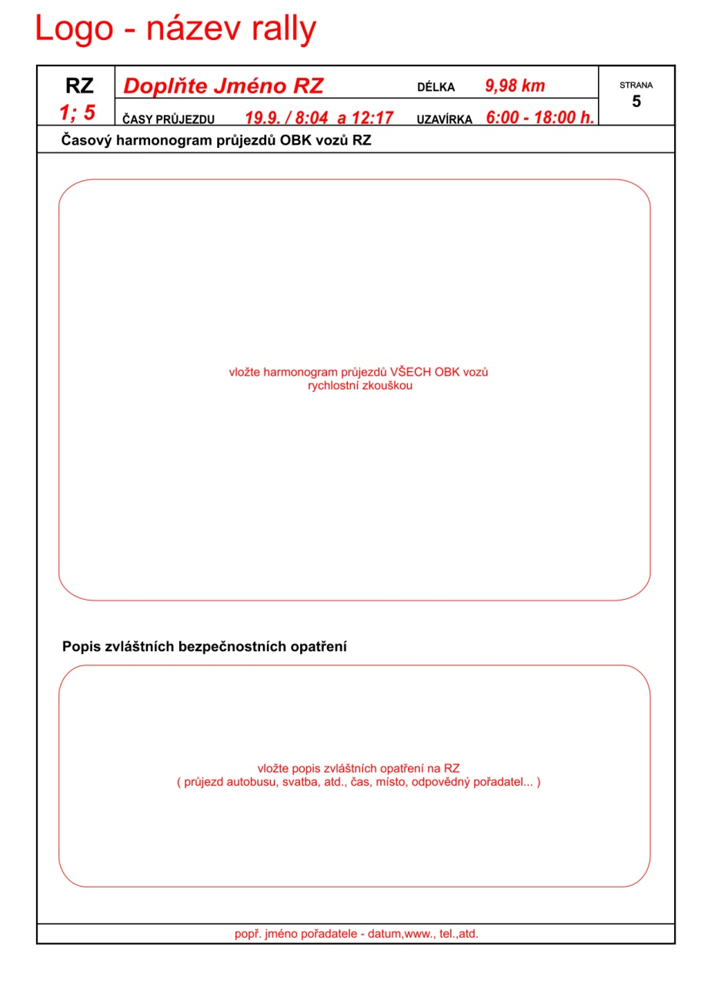 Logo - název rally
RZ
1; 5
Doplňte Jméno RZ
DÉLKA 9,98 km
ČASY PRŮJEZDU 19.9. / 8:04 a 12:17 UZAVÍRKA 6:00 - 18:00 h.
STRANA
5
Časový harmonogram průjezdů OBK vozů RZ
vložte harmonogram průjezdů VŠECH OBK vozů
rychlostní zkouškou
Popis zvláštních bezpečnostních opatření
vložte popis zvláštních opatření na RZ
( průjezd autobusu, svatba, atd., čas, místo, odpovědný pořadatel... )
popř. jméno pořadatele - datum,www., tel.,atd.